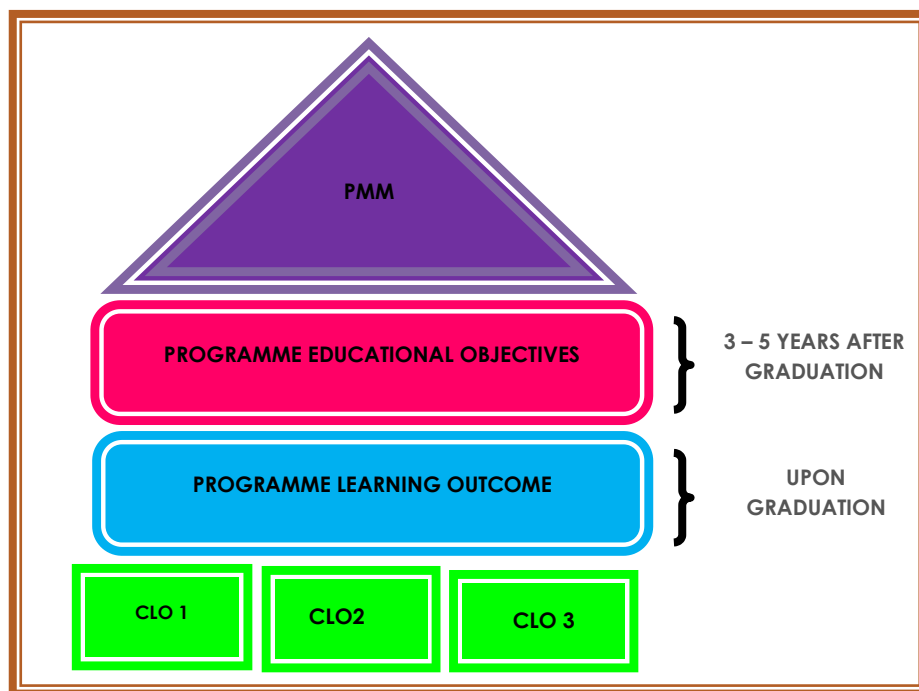 PMM
PROGRAMME EDUCATIONAL OBJECTIVES
3 – 5 YEARS AFTER
GRADUATION
PROGRAMME LEARNING OUTCOME
UPON
GRADUATION
CLO 1
CLO2
CLO 3